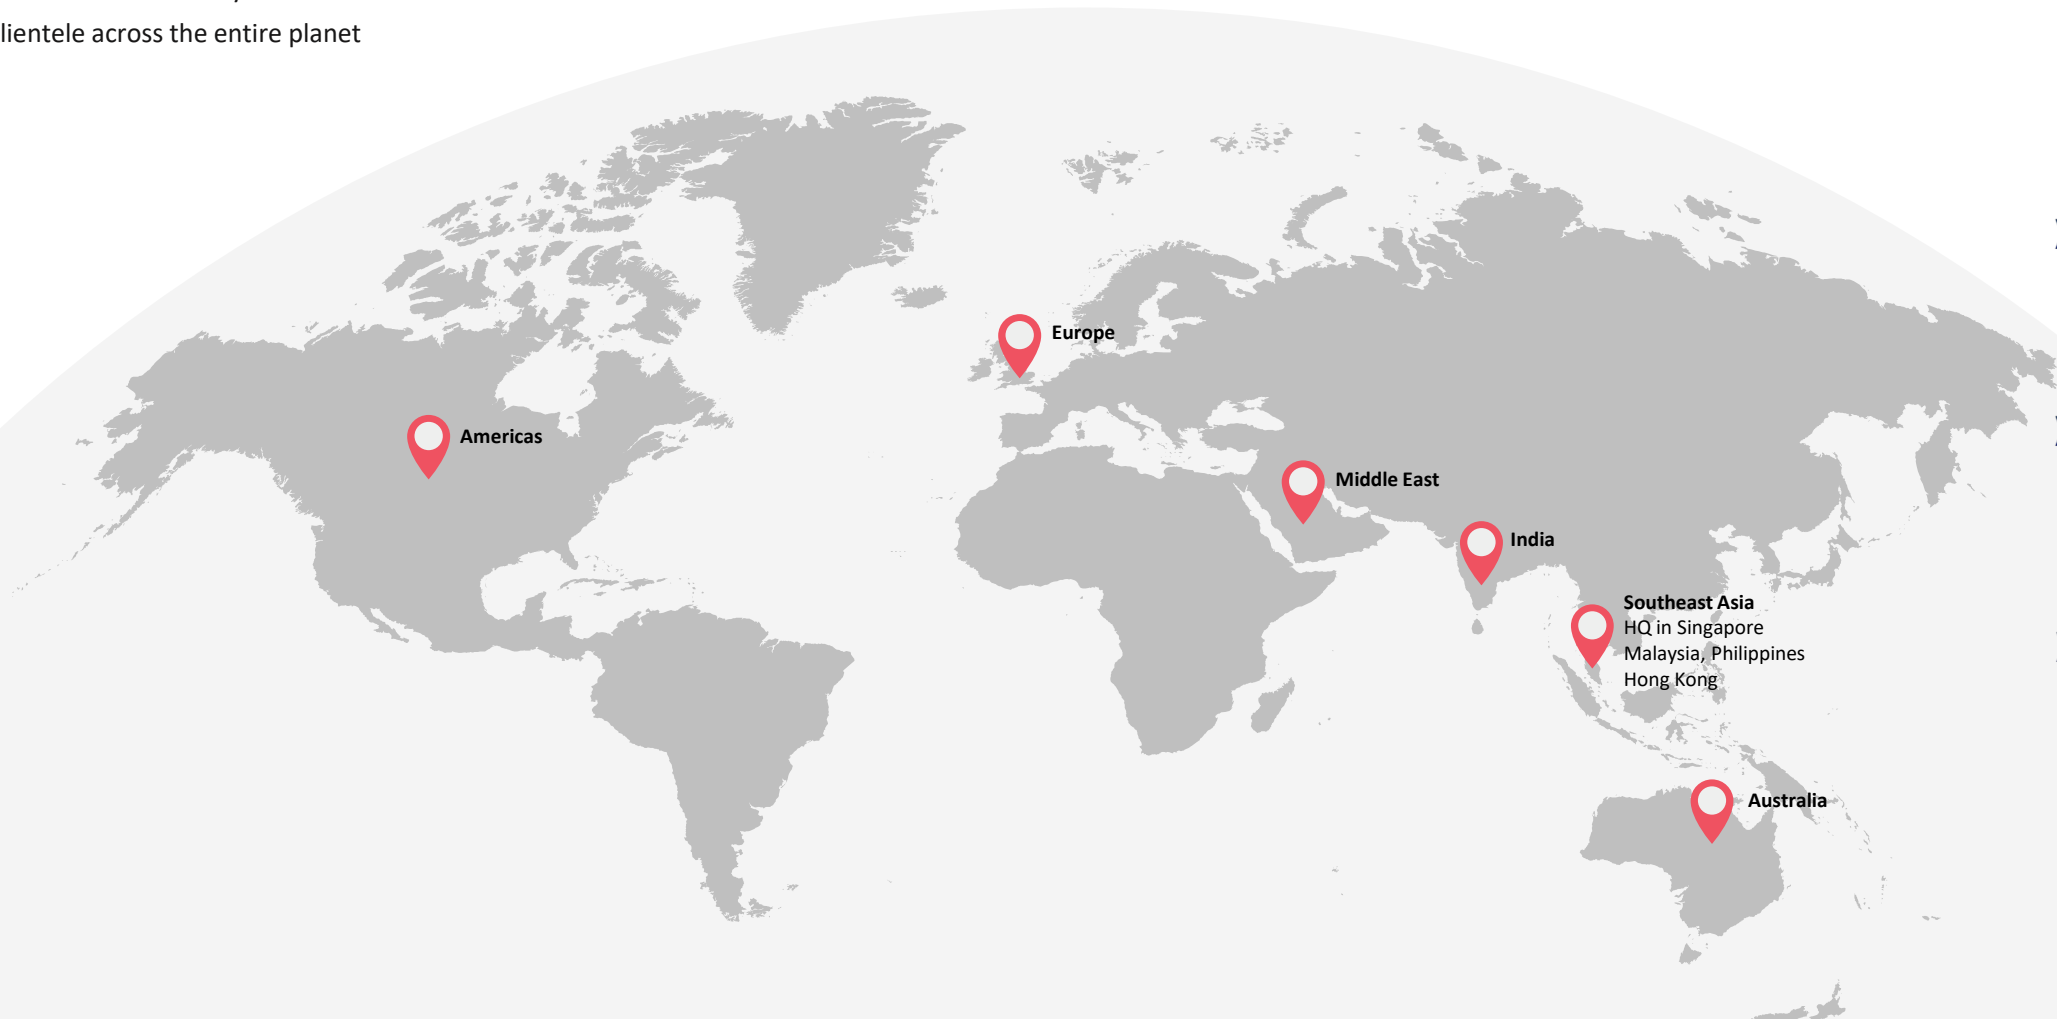 lientele across the entire planet
Europe
Americas
Middle East
India
Southeast Asia
HQ in Singapore
Malaysia, Philippines
Hong Kong
Australia